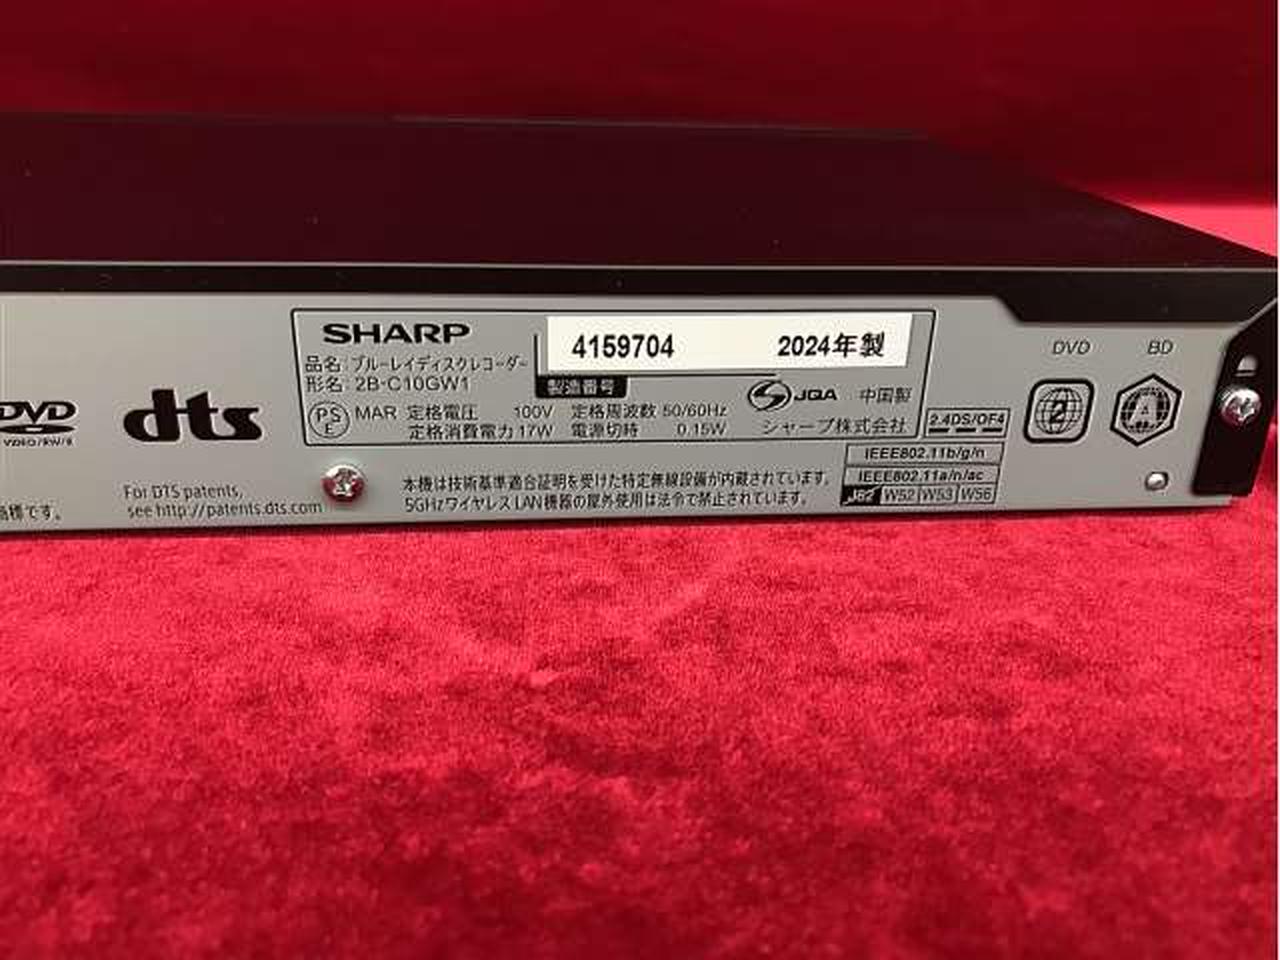 SHARP
品名：ブルーレイディスクレコーダー
形名：2B-C10GW1
4159704 2024年製
製造番号
PS
E
MAR 定格電圧 100V 定格周波数 50/60Hz
定格消費電力 17W 電源切時 0.15W
JQA 中国製
シャープ株式会社
2.4DS/OF4
IEEE802.11b/g/n
IEEE802.11a/n/ac
J52 W52 W53 W56
本機は技術基準適合証明を受けた特定無線設備が内蔵されています。
5GHzワイヤレスLAN機器の屋外使用は法令で禁止されています。
DVD
VIDEO/RW/R
dts
For DTS patents,
see http://patents.dts.com
商標です。
DVD BD
2 A